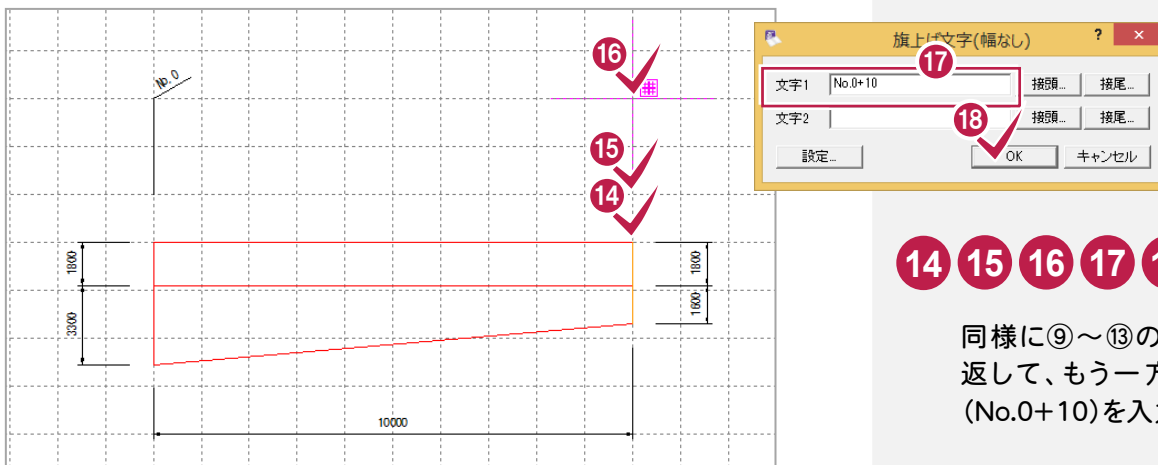 No.0
16
15
14
1800
3300
1800
1600
10000
旗上げ文字(幅なし)
? ×
17
文字1 No.0+10 接頭... 接尾...
文字2 接頭... 接尾...
18
設定... OK キャンセル
14 15 16 17
同様に⑨～⑬の
返して、もう一方
(No.0+10)を入